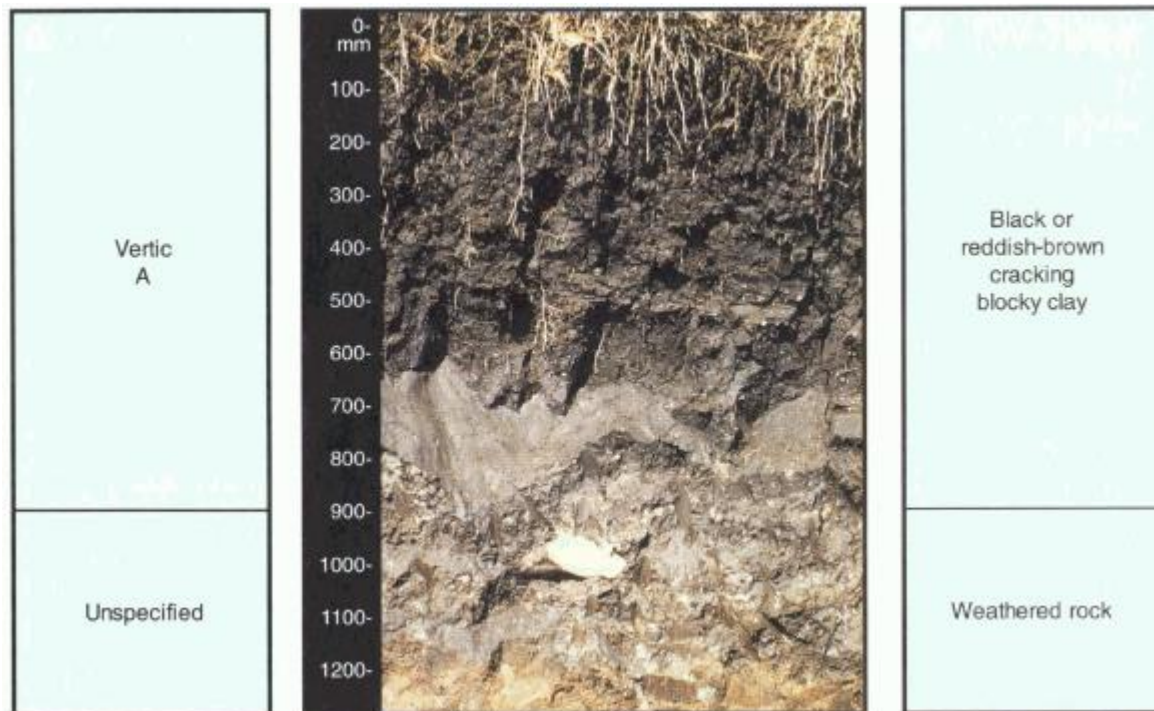 Vertic
A
Unspecified
0-
mm
100-
200-
300-
400-
500-
600-
700-
800-
900-
1000-
1100-
1200-
Black or
reddish-brown
cracking
blocky clay
Weathered rock